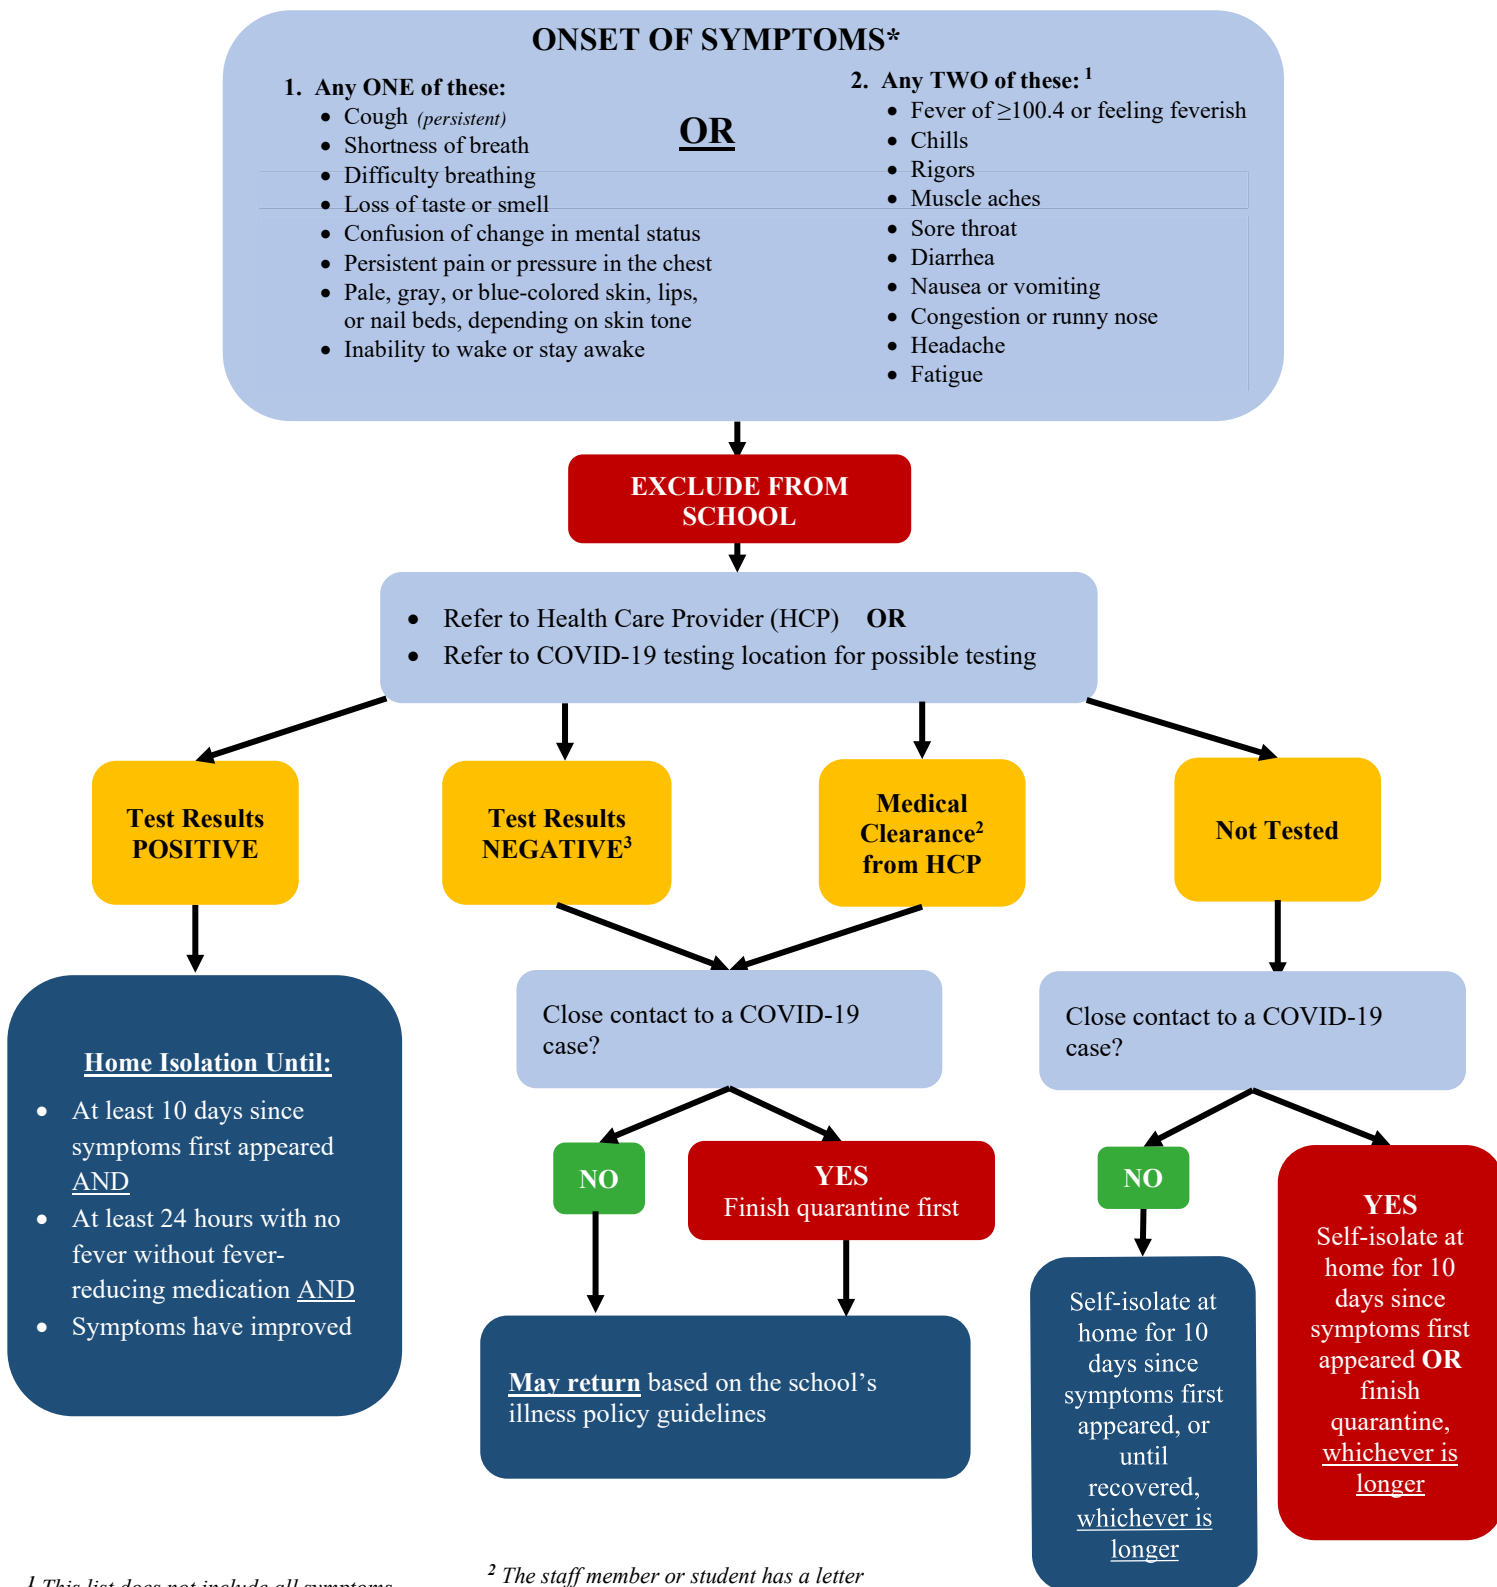 ONSET OF SYMPTOMS*
1. Any ONE of these:
• Cough (persistent)
• Shortness of breath
• Difficulty breathing
• Loss of taste or smell
• Confusion of change in mental status
• Persistent pain or pressure in the chest
• Pale, gray, or blue-colored skin, lips,
or nail beds, depending on skin tone
• Inability to wake or stay awake
OR
2. Any TWO of these: 1
• Fever of ≥100.4 or feeling feverish
• Chills
• Rigors
• Muscle aches
• Sore throat
• Diarrhea
• Nausea or vomiting
• Congestion or runny nose
• Headache
• Fatigue
EXCLUDE FROM
SCHOOL
• Refer to Health Care Provider (HCP) OR
• Refer to COVID-19 testing location for possible testing
Test Results
POSITIVE
Test Results
NEGATIVE3
Medical
Clearance2
from HCP
Not Tested
Home Isolation Until:
• At least 10 days since
symptoms first appeared
AND
• At least 24 hours with no
fever without fever-
reducing medication AND
• Symptoms have improved
Close contact to a COVID-19
case?
NO
YES
Finish quarantine first
May return based on the school's
illness policy guidelines
Close contact to a COVID-19
case?
NO
Self-isolate at
home for 10
days since
symptoms first
appeared, or
until
recovered,
whichever is
longer
YES
Self-isolate at
home for 10
days since
symptoms first
appeared OR
finish
quarantine,
whichever is
longer
1 This list does not include all symptoms
2 The staff member or student has a letter